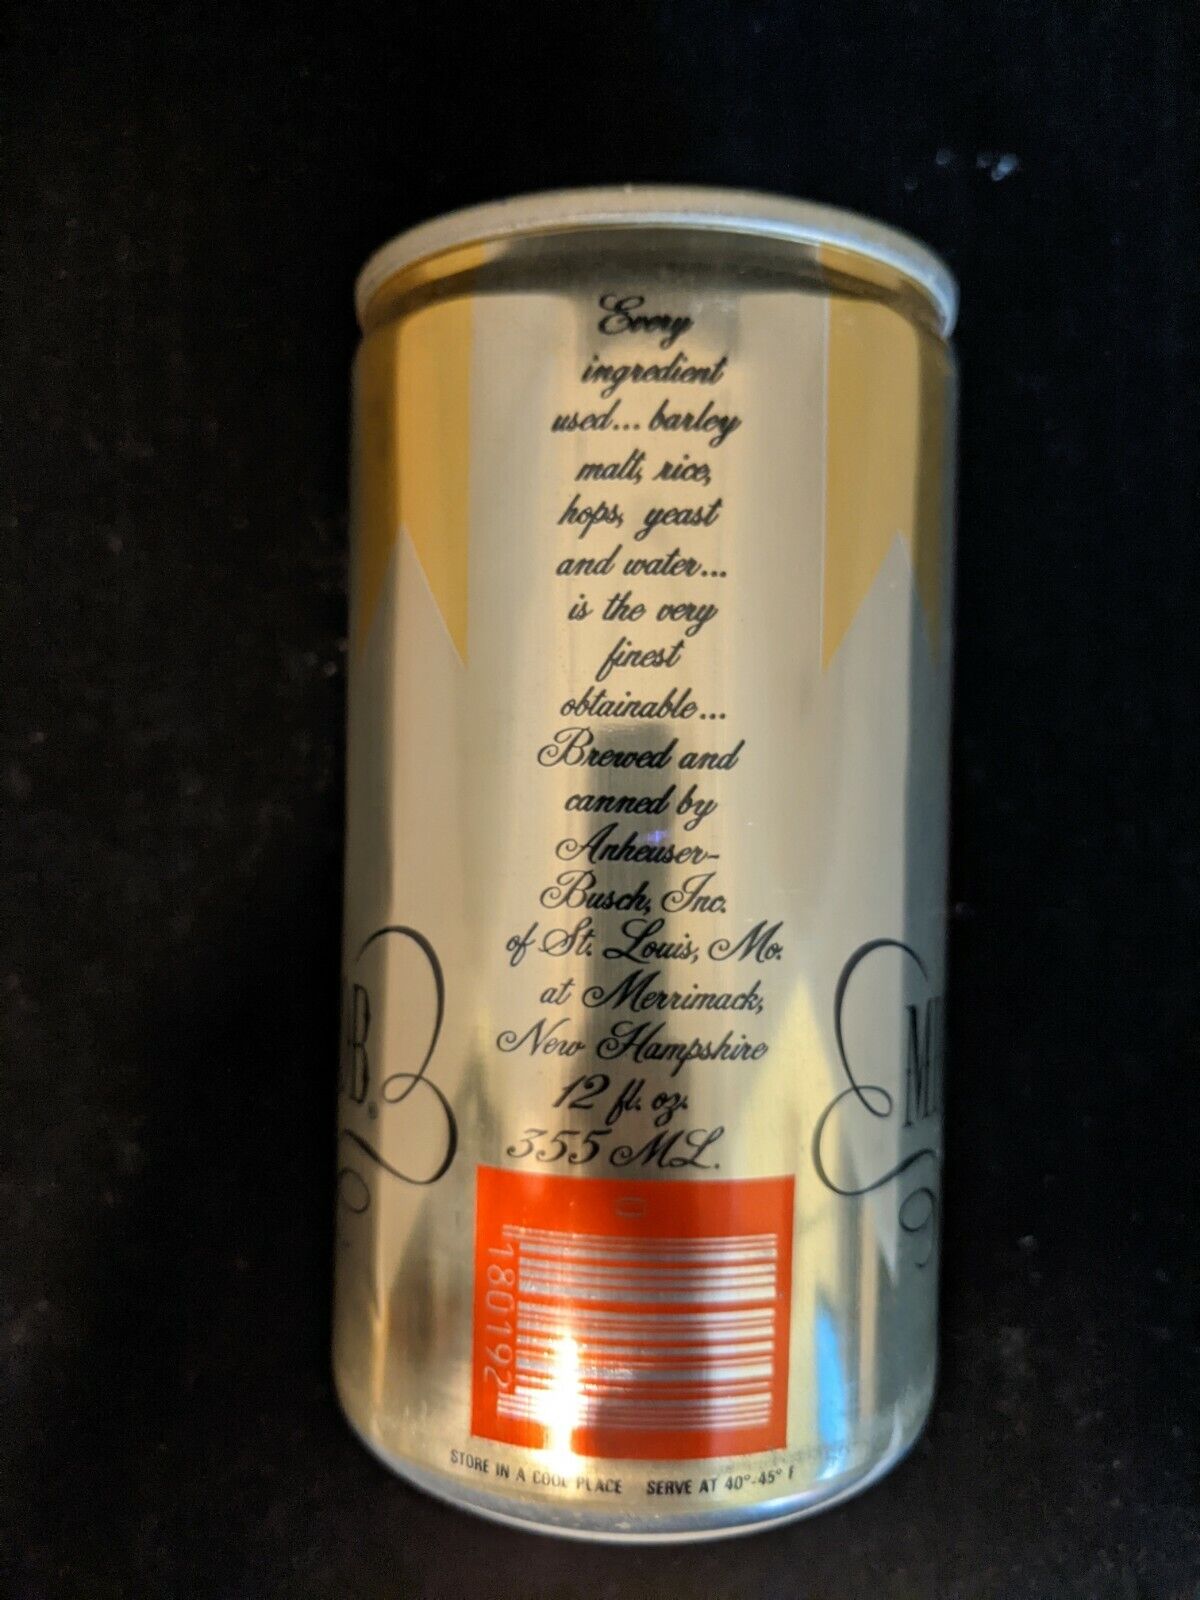 Every
ingredient
used... barley
malt, rice,
hops, yeast
and water...
is the very
finest
obtainable...
Brewed and
canned by
Anheuser-
Busch, Inc.
of St. Louis, Mo.
at Merrimack,
New Hampshire
12 fl. oz.
355 ML.
B.
M
0
180192
STORE IN A COOL PLACE SERVE AT 40°-45° F